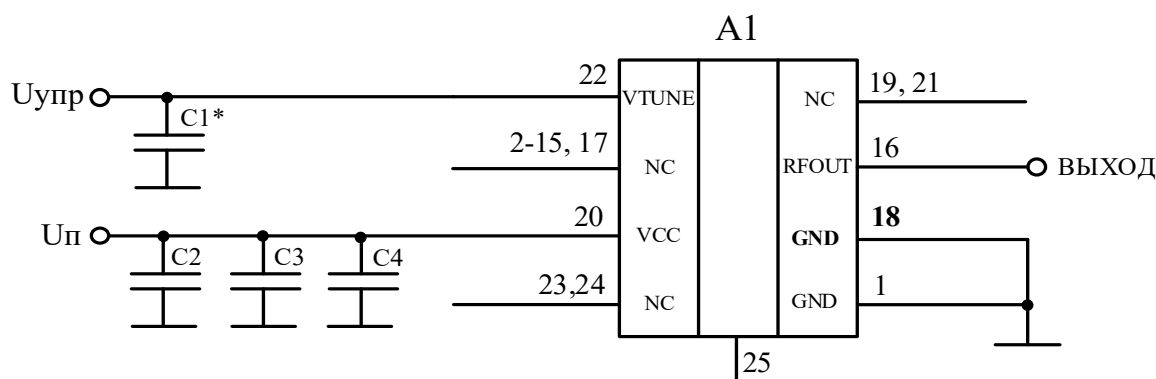 A1
Uупр
C1*
22
VTUNE
NC
19, 21
2-15, 17
NC
RFOUT
16
ВЫХОД
Uп
C2
C3
C4
20
VCC
GND
18
23,24
NC
GND
1
25